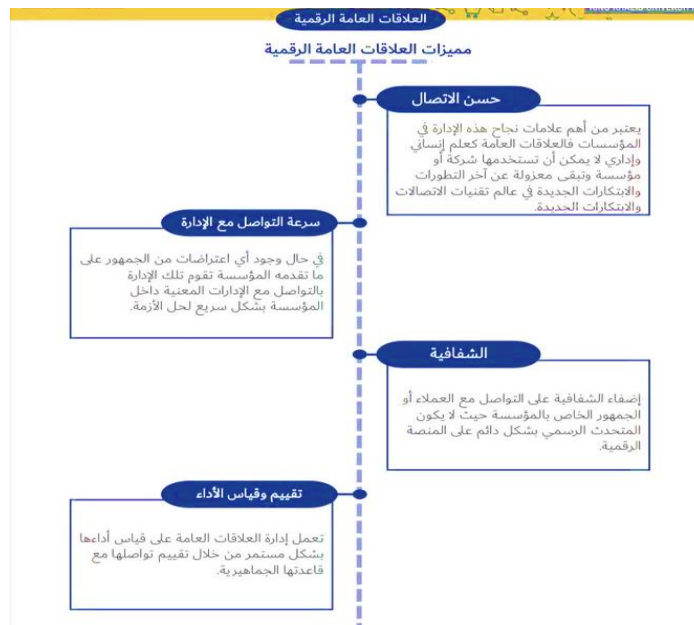 العلاقات العامة الرقمية
مميزات العلاقات العامة الرقمية
حسن الاتصال
يعتبر من أهم علامات نجاح هذه الإدارة في
المؤسسات فالعلاقات العامة كعلم إنساني
وإداري لا يمكن أن تستخدمها شركة أو
مؤسسة وتبقى معزولة عن آخر التطورات
والابتكارات الجديدة في عالم تقنيات الاتصالات
والابتكارات الجديدة.
سرعة التواصل مع الإدارة
في حال وجود أي اعتراضات من الجمهور على
ما تقدمه المؤسسة تقوم تلك الإدارة
بالتواصل مع الإدارات المعنية داخل
المؤسسة بشكل سريع لحل الأزمة.
الشفافية
إضفاء الشفافية على التواصل مع العملاء أو
الجمهور الخاص بالمؤسسة حيث لا يكون
المتحدث الرسمي بشكل دائم على المنصة
الرقمية.
تقييم وقياس الأداء
تعمل إدارة العلاقات العامة على قياس أداءها
بشكل مستمر من خلال تقييم تواصلها مع
قاعدتها الجماهيرية.